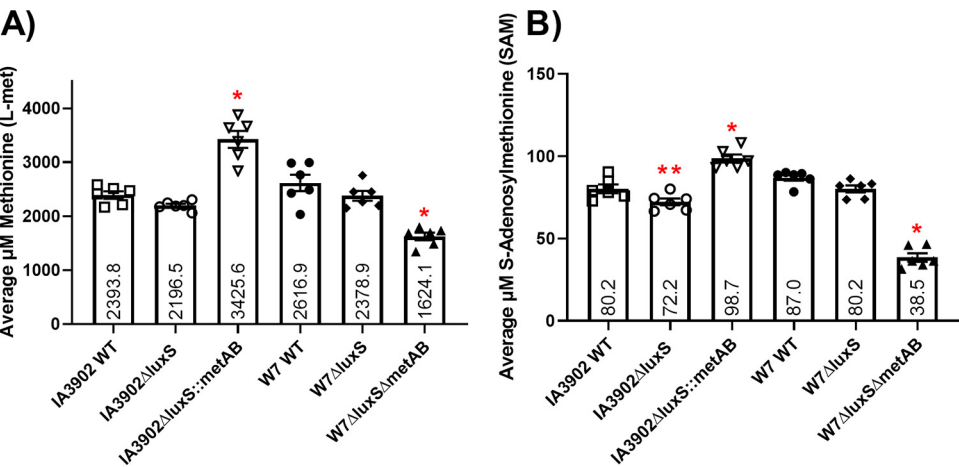 A)
Average µM Methionine (L-met)
4000
3000
2000
1000
0
*
*
2393.8
2196.5
3425.6
2616.9
2378.9
1624.1
IA3902 WT
IA3902ΔluxS
IA3902ΔluxS::metAB
W7 WT
W7ΔluxS
W7ΔluxSΔmetAB
B)
Average µM S-Adenosylmethionine (SAM)
150
100
50
0
**
*
*
80.2
72.2
98.7
87.0
80.2
38.5
IA3902 WT
IA3902ΔluxS
IA3902ΔluxS::metAB
W7 WT
W7ΔluxS
W7ΔluxSΔmetAB